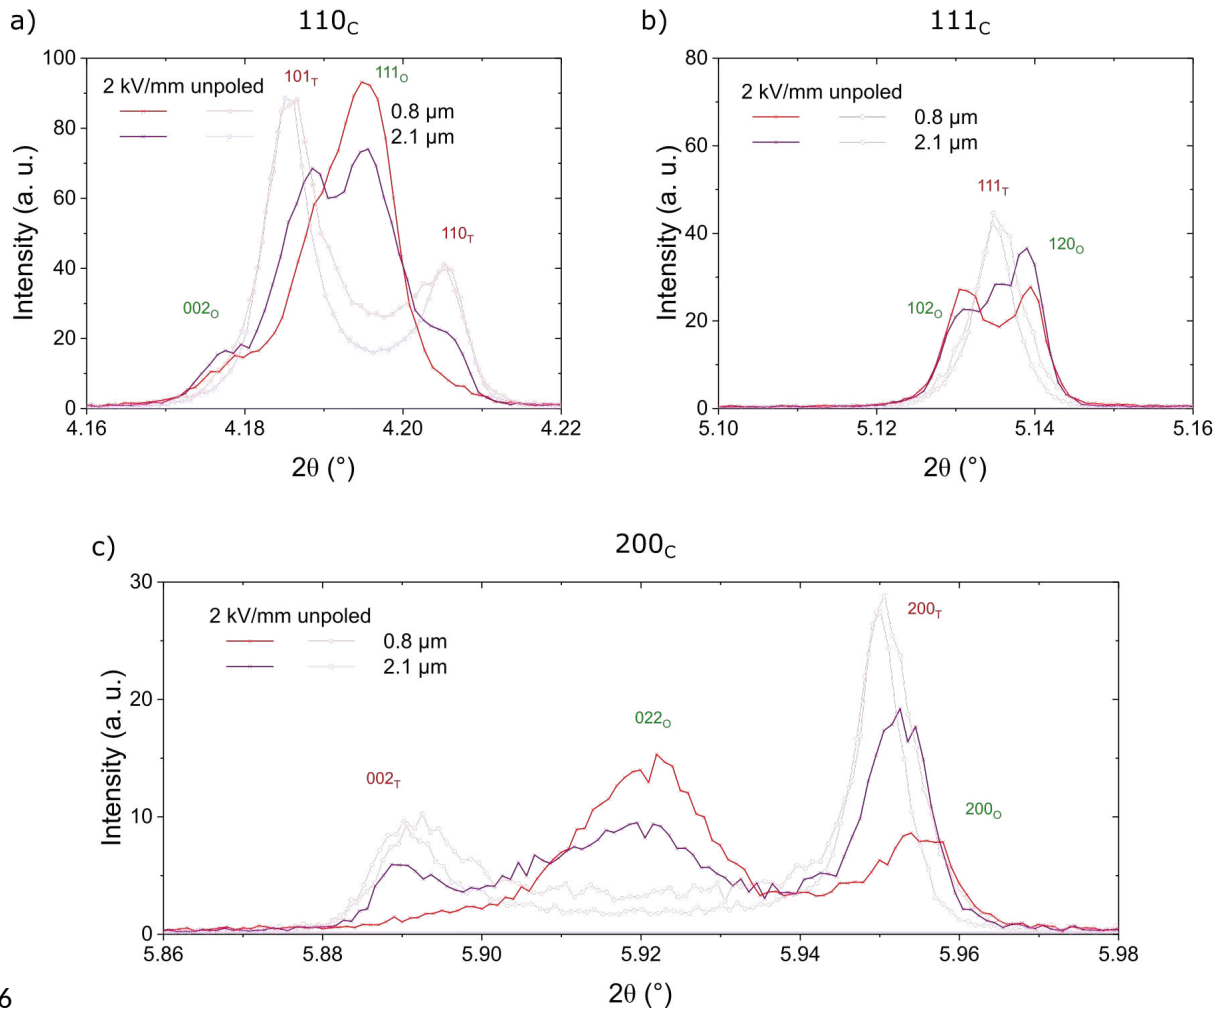 a)
110C
100
80
60
40
20
0
4.16
4.18
4.20
4.22
2 kV/mm unpoled
0.8 µm
2.1 µm
101T
111O
110T
002O
Intensity (a. u.)
2θ (°)
b)
111C
80
60
40
20
0
5.10
5.12
5.14
5.16
2 kV/mm unpoled
0.8 µm
2.1 µm
111T
120O
102O
Intensity (a. u.)
2θ (°)
c)
200C
30
20
10
0
5.86
5.88
5.90
5.92
5.94
5.96
5.98
2 kV/mm unpoled
0.8 µm
2.1 µm
200T
022O
002T
200O
Intensity (a. u.)
2θ (°)
6